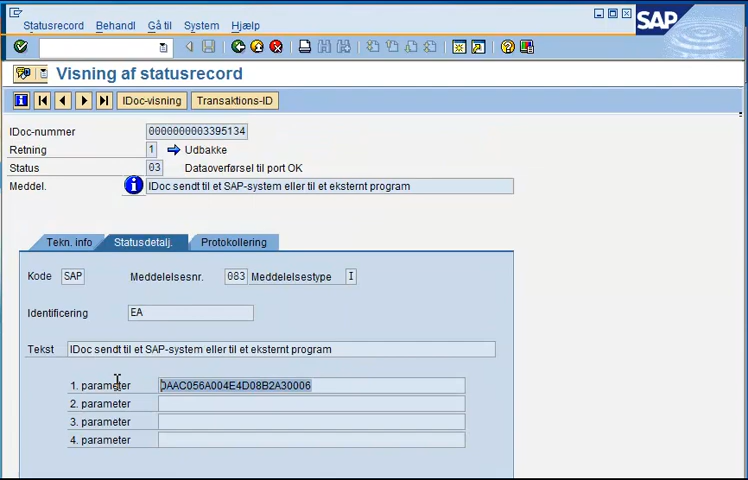 Statusrecord Behandl Gå til System Hjælp
SAP
Visning af statusrecord
IDoc-visning Transaktions-ID
IDoc-nummer 0000000003395134
Retning 1 Udbakke
Status 03 Dataoverførsel til port OK
Meddel. IDoc sendt til et SAP-system eller til et eksternt program
Tekn. info Statusdetalj. Protokollering
Kode SAP Meddelelsesnr. 083 Meddelelsestype I
Identificering EA
Tekst IDoc sendt til et SAP-system eller til et eksternt program
1. parameter 0AAC056A004E4D08B2A30006
2. parameter
3. parameter
4. parameter